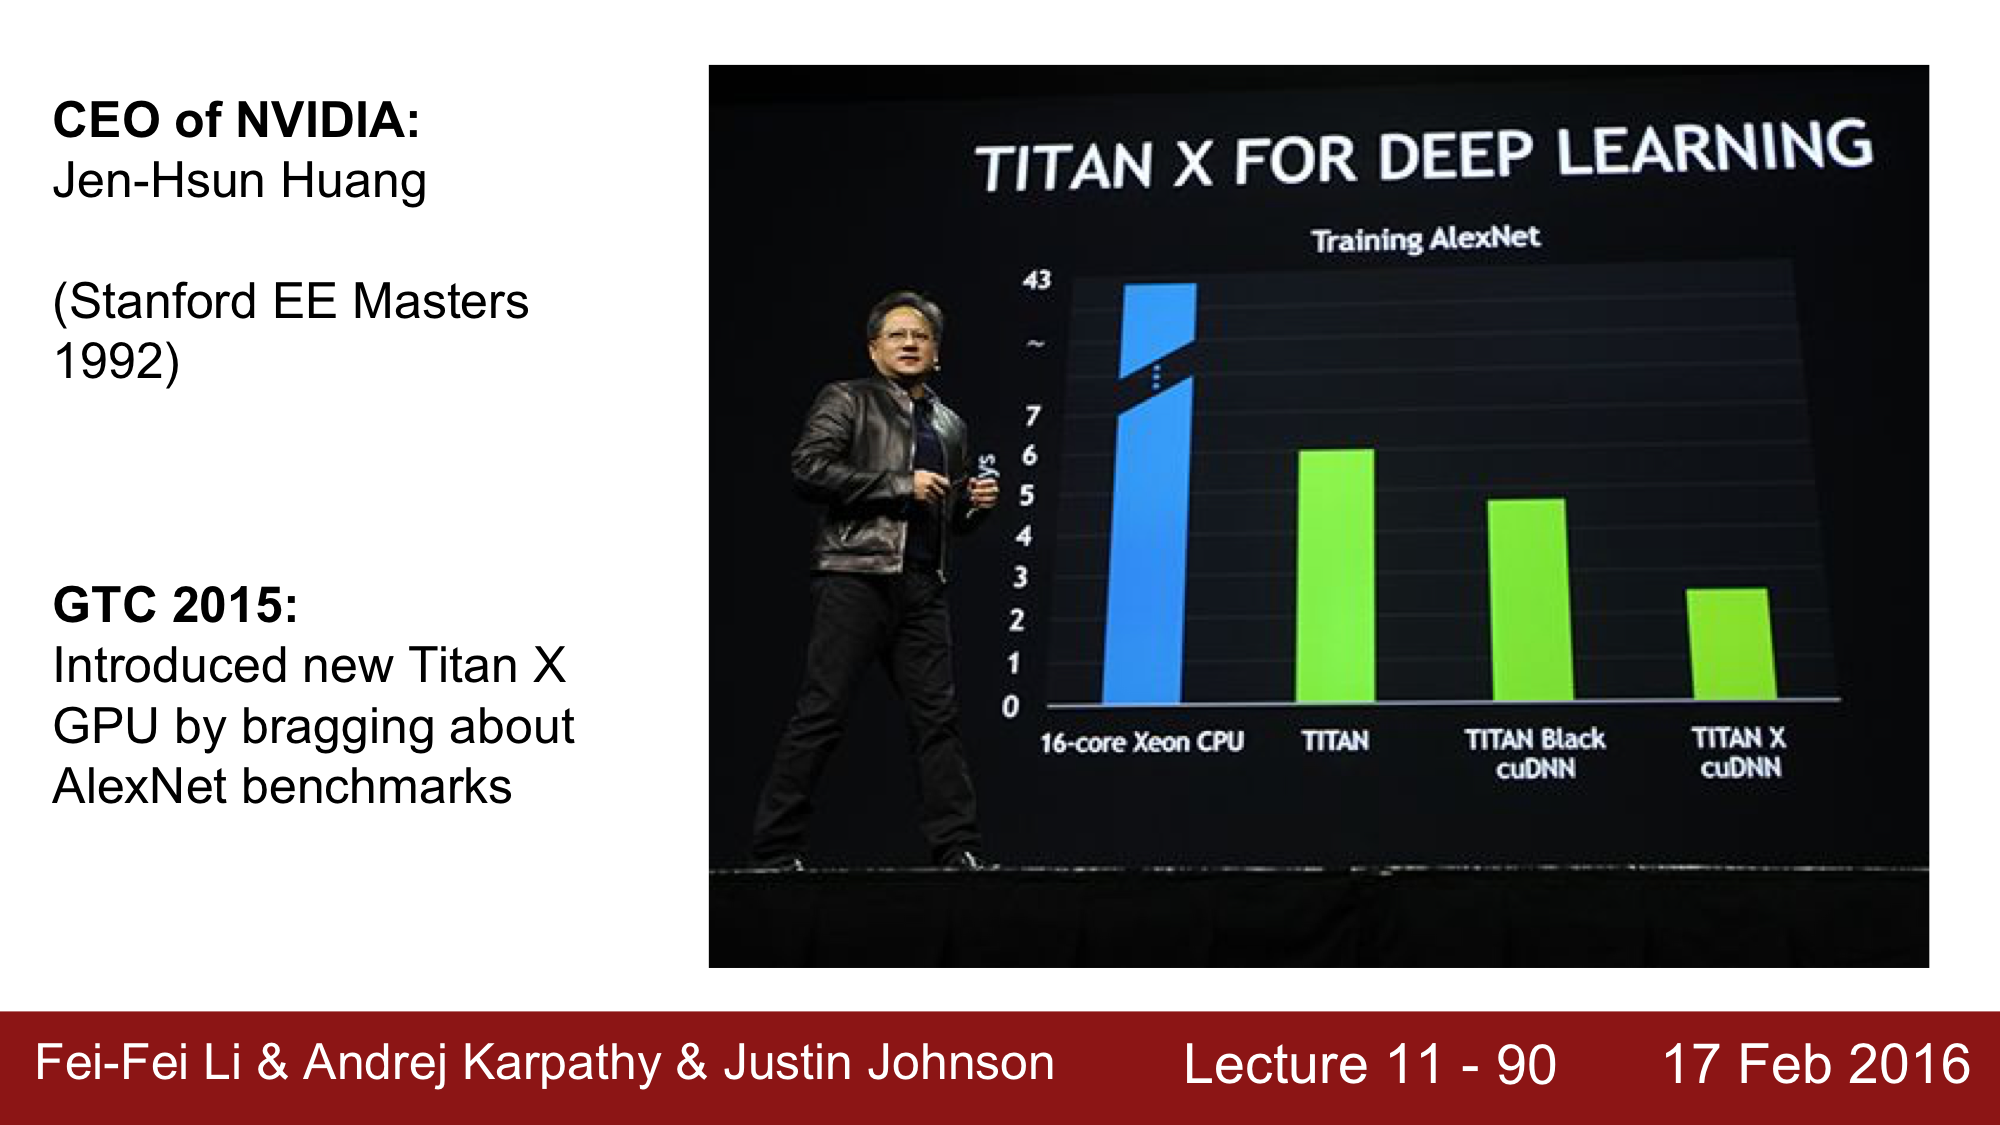 CEO of NVIDIA:
Jen-Hsun Huang
(Stanford EE Masters
1992)
GTC 2015:
Introduced new Titan X
GPU by bragging about
AlexNet benchmarks
TITAN X FOR DEEP LEARNING
Training AlexNet
43
~
7
6
5
4
3
2
1
0
16-core Xeon CPU
TITAN
TITAN Black
cuDNN
TITAN X
cuDNN
Fei-Fei Li & Andrej Karpathy & Justin Johnson
Lecture 11 - 90
17 Feb 2016